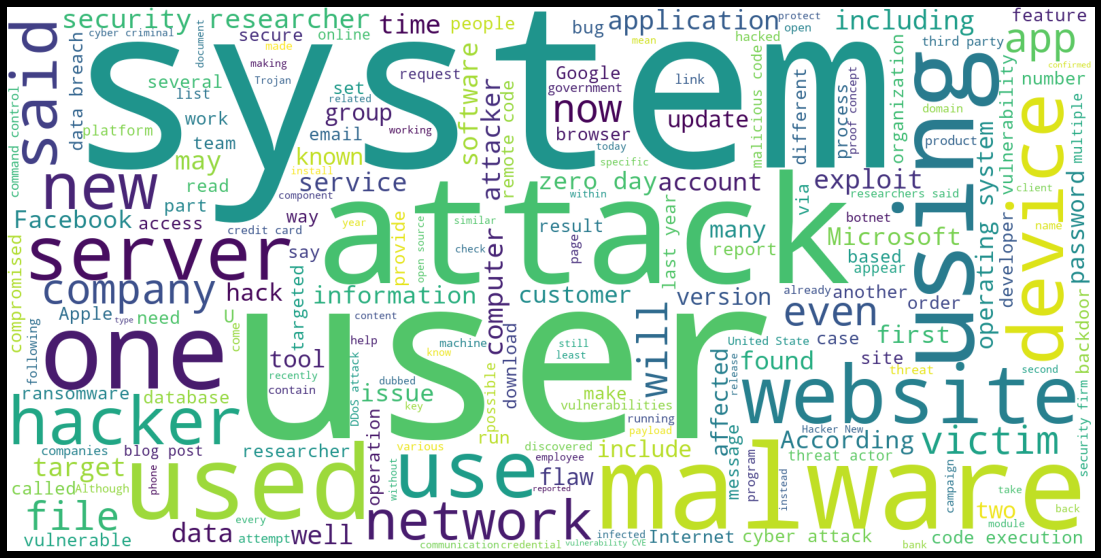 system
attack
user
malware
using
one
used
website
server
network
device
hacker
use
new
said
company
file
app
now
even
will
victim
security researcher
time
people
bug
application
including
feature
cyber criminal
made
making
document
secure
online
hacked
mean
protect
open
third party
confirmed
data breach
several
list
Trojan
set
related
request
Google
government
link
malicious code
different
process
proof concept
organization
vulnerability
number
domain
multiple
command control
platform
work
team
email
group
working
software
attacker
remote code
browser
update
today
specific
product
may
known
install
read
part
service
component
within
zero day
account
via
exploit
researchers said
operating system
client
name
developer
password
Facebook
access
credit card
way
say
year
provide
open source
similar
check
result
page
last year
many
report
botnet
Microsoft
based
appear
backdoor
compromised
Apple
type
need
U
come
hack
targeted
information
computer
customer
version
already
another
order
following
content
tool
help
machine
know
download
still
least
United State
case
first
site
threat
second
ransomware
database
recently
contain
DDoS attack
dubbed
key
issue
possible
make
vulnerabilities
running
payload
affected
release
found
Hacker New
According
security firm
companies
blog post
researcher
operation
various
run
discovered
include
message
threat actor
target
called
Although
phone
without
employee
reported
flaw
program
instead
campaign
two
take
back
module
vulnerable
every
attempt
data
well
communication
credential
vulnerability CVE
infected
Internet
cyber attack
bank
code execution